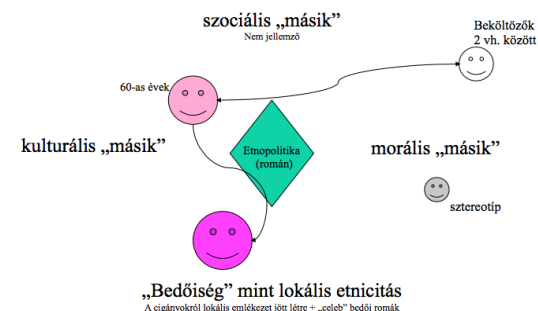 szociális „másik”
Nem jellemző
Beköltözők
2 vh. között
60-as évek
kulturális „másik”
Etnopolitika
(román)
morális „másik”
sztereotíp
„Bedőiség” mint lokális etnicitás
A cigányokról lokális emlékezet jött létre + „celeb” bedői romák